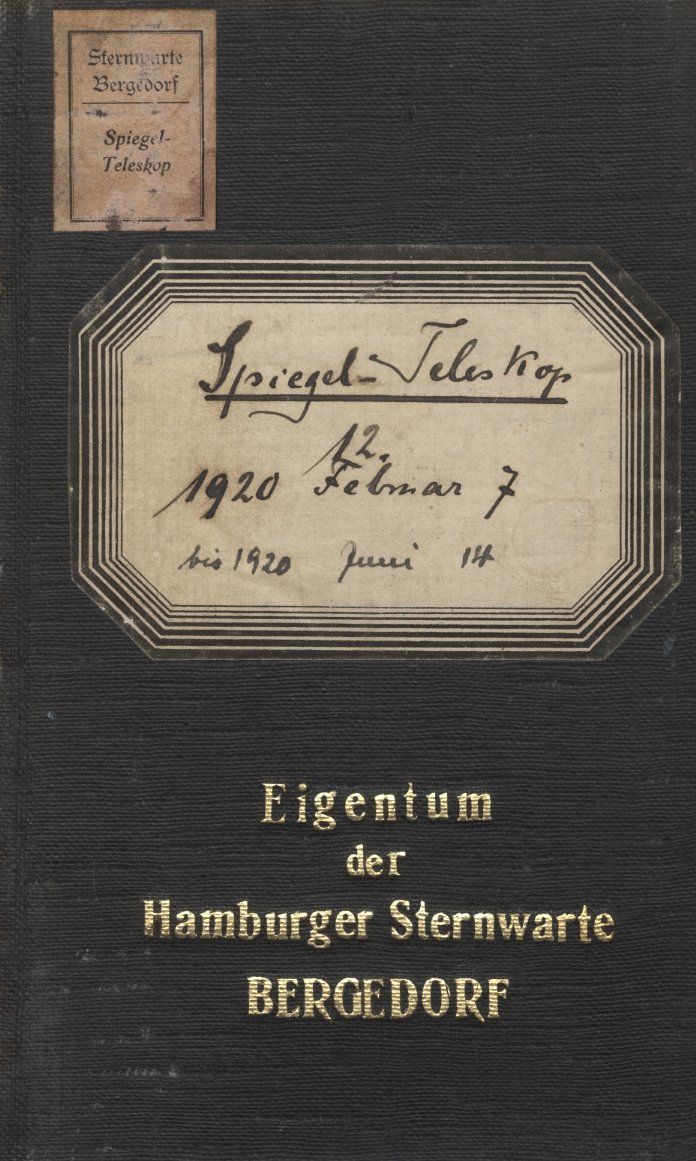 Sternwarte
Bergedorf
Spiegel-
Teleskop
Spiegel-Teleskop
12.
1920 Februar 7
bis 1920 Juni 14
Eigentum
der
Hamburger Sternwarte
BERGEDORF